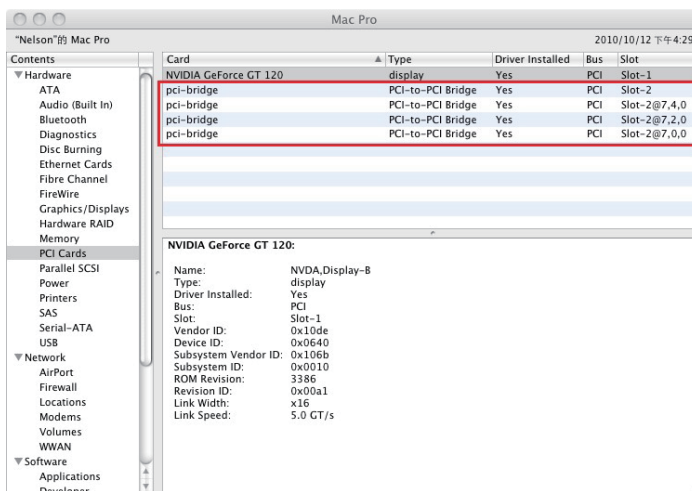 Mac Pro
“Nelson”的 Mac Pro
2010/10/12 下午4:29
Contents
Card Type Driver Installed Bus Slot
NVIDIA GeForce GT 120 display Yes PCI Slot-1
pci-bridge PCI-to-PCI Bridge Yes PCI Slot-2
pci-bridge PCI-to-PCI Bridge Yes PCI Slot-2@7,4,0
pci-bridge PCI-to-PCI Bridge Yes PCI Slot-2@7,2,0
pci-bridge PCI-to-PCI Bridge Yes PCI Slot-2@7,0,0
Hardware
ATA
Audio (Built In)
Bluetooth
Diagnostics
Disc Burning
Ethernet Cards
Fibre Channel
FireWire
Graphics/Displays
Hardware RAID
Memory
PCI Cards
Parallel SCSI
Power
Printers
SAS
Serial-ATA
USB
Network
AirPort
Firewall
Locations
Modems
Volumes
WWAN
Software
Applications
Developer
NVIDIA GeForce GT 120:
Name: NVDA,Display-B
Type: display
Driver Installed: Yes
Bus: PCI
Slot: Slot-1
Vendor ID: 0x10de
Device ID: 0x0640
Subsystem Vendor ID: 0x106b
Subsystem ID: 0x0010
ROM Revision: 3386
Revision ID: 0x00a1
Link Width: x16
Link Speed: 5.0 GT/s